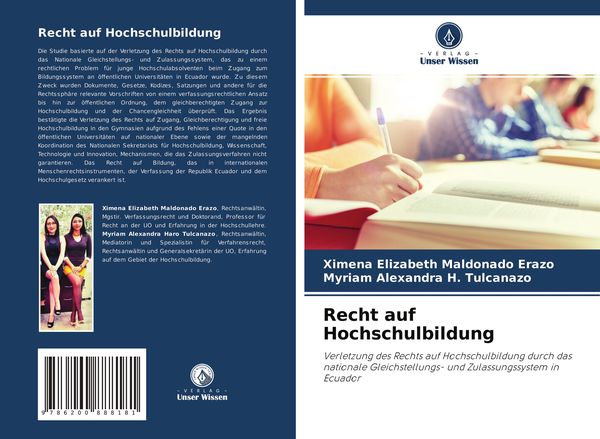 Recht auf Hochschulbildung
Die Studie basierte auf der Verletzung des Rechts auf Hochschulbildung durch
das Nationale Gleichstellungs- und Zulassungssystem, das zu einem
rechtlichen Problem für junge Hochschulabsolventen beim Zugang zum
Bildungssystem an öffentlichen Universitäten in Ecuador wurde. Zu diesem
Zweck wurden Dokumente, Gesetze, Kodizes, Satzungen und andere für die
Rechtssphäre relevante Vorschriften von einem verfassungsrechtlichen Ansatz
bis hin zur öffentlichen Ordnung, dem gleichberechtigten Zugang zur
Hochschulbildung und der Chancengleichheit überprüft. Das Ergebnis
bestätigte die Verletzung des Rechts auf Zugang, Gleichberechtigung und freie
Hochschulbildung in den Gymnasien aufgrund des Fehlens einer Quote in den
öffentlichen Universitäten auf nationaler Ebene sowie der mangelnden
Koordination des Nationalen Sekretariats für Hochschulbildung, Wissenschaft,
Technologie und Innovation, Mechanismen, die das Zulassungsverfahren nicht
garantieren. Das Recht auf Bildung, das in internationalen
Menschenrechtsinstrumenten, der Verfassung der Republik Ecuador und dem
Hochschulgesetz verankert ist.
Ximena Elizabeth Maldonado Erazo, Rechtsanwältin,
Mgstir. Verfassungsrecht und Doktorand, Professor für
Recht an der UO und Erfahrung in der Hochschullehre.
Myriam Alexandra Haro Tulcanazo, Rechtsanwältin,
Mediatorin und Spezialistin für Verfahrensrecht,
Rechtsanwältin und Generalsekretärin der UO, Erfahrung
auf dem Gebiet der Hochschulbildung.
9 786200 888181
VERLAG
Unser Wissen
VERLAG
Unser Wissen
Ximena Elizabeth Maldonado Erazo
Myriam Alexandra H. Tulcanazo
Recht auf
Hochschulbildung
Verletzung des Rechts auf Hochschulbildung durch das
nationale Gleichstellungs- und Zulassungssystem in
Ecuador